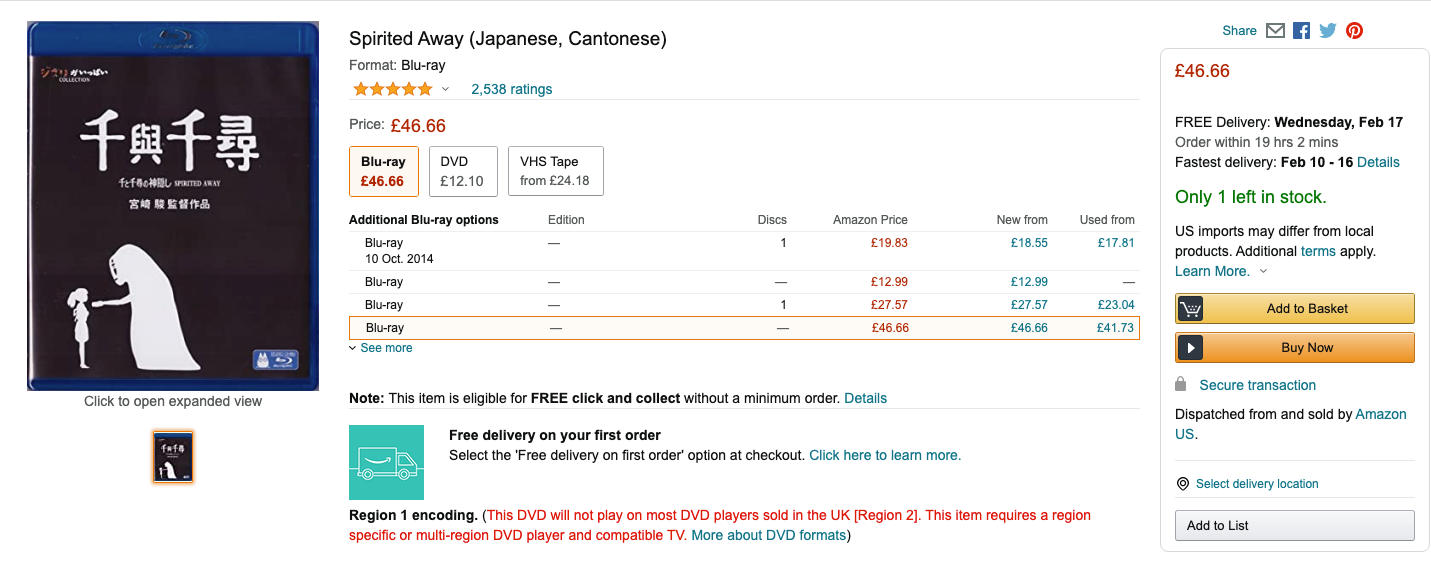 ジブリがいっぱい
COLLECTION
千與千尋
千と千尋の神隠し SPIRITED AWAY
宮崎 駿 監督作品
Click to open expanded view
千與千尋
Spirited Away (Japanese, Cantonese)
Format: Blu-ray
2,538 ratings
Price: £46.66
Blu-ray DVD VHS Tape
£46.66 £12.10 from £24.18
Additional Blu-ray options Edition Discs Amazon Price New from Used from
Blu-ray — 1 £19.83 £18.55 £17.81
10 Oct. 2014
Blu-ray — — £12.99 £12.99 —
Blu-ray — 1 £27.57 £27.57 £23.04
Blu-ray — — £46.66 £46.66 £41.73
See more
Note: This item is eligible for FREE click and collect without a minimum order. Details
Free delivery on your first order
Select the 'Free delivery on first order' option at checkout. Click here to learn more.
Region 1 encoding. (This DVD will not play on most DVD players sold in the UK [Region 2]. This item requires a region
specific or multi-region DVD player and compatible TV. More about DVD formats)
Share
£46.66
FREE Delivery: Wednesday, Feb 17
Order within 19 hrs 2 mins
Fastest delivery: Feb 10 - 16 Details
Only 1 left in stock.
US imports may differ from local
products. Additional terms apply.
Learn More.
Add to Basket
Buy Now
Secure transaction
Dispatched from and sold by Amazon
US.
Select delivery location
Add to List